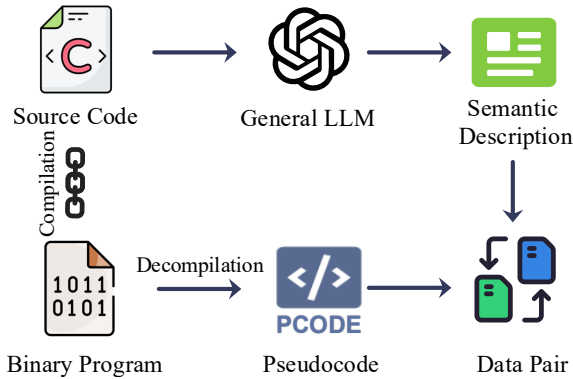 <C>
Source Code
General LLM
Semantic
Description
Compilation
1011
0101
Decompilation
</>
PCODE
Binary Program
Pseudocode
Data Pair